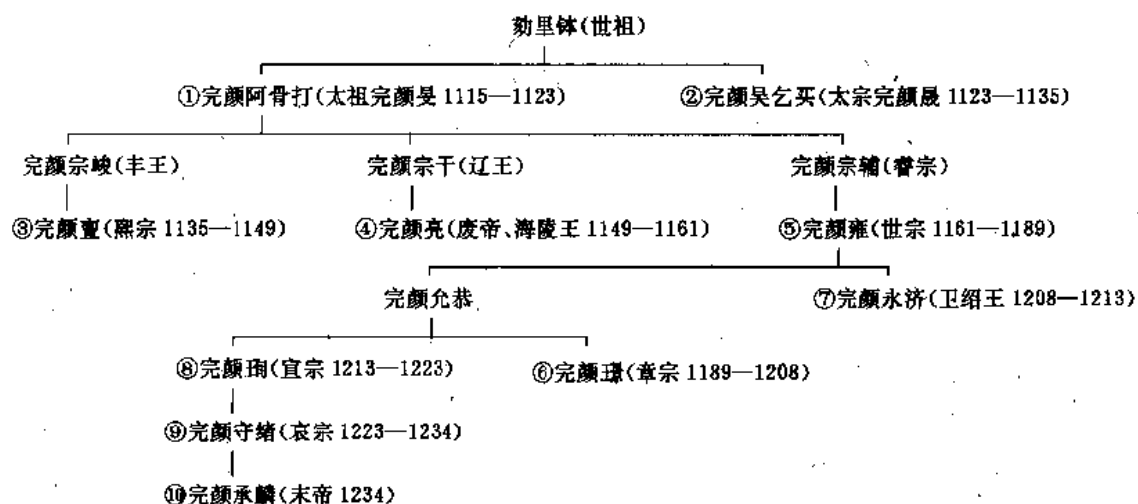 劾里钵(世祖)
①完颜阿骨打(太祖完颜旻 1115—1123)
②完颜吴乞买(太宗完颜晟 1123—1135)
完颜宗峻(丰王)
完颜宗干(辽王)
完颜宗辅(睿宗)
③完颜亶(熙宗 1135—1149)
④完颜亮(废帝、海陵王 1149—1161)
⑤完颜雍(世宗 1161—1189)
完颜允恭
⑦完颜永济(卫绍王 1208—1213)
⑧完颜珣(宣宗 1213—1223)
⑥完颜璟(章宗 1189—1208)
⑨完颜守绪(哀宗 1223—1234)
⑩完颜承麟(末帝 1234)